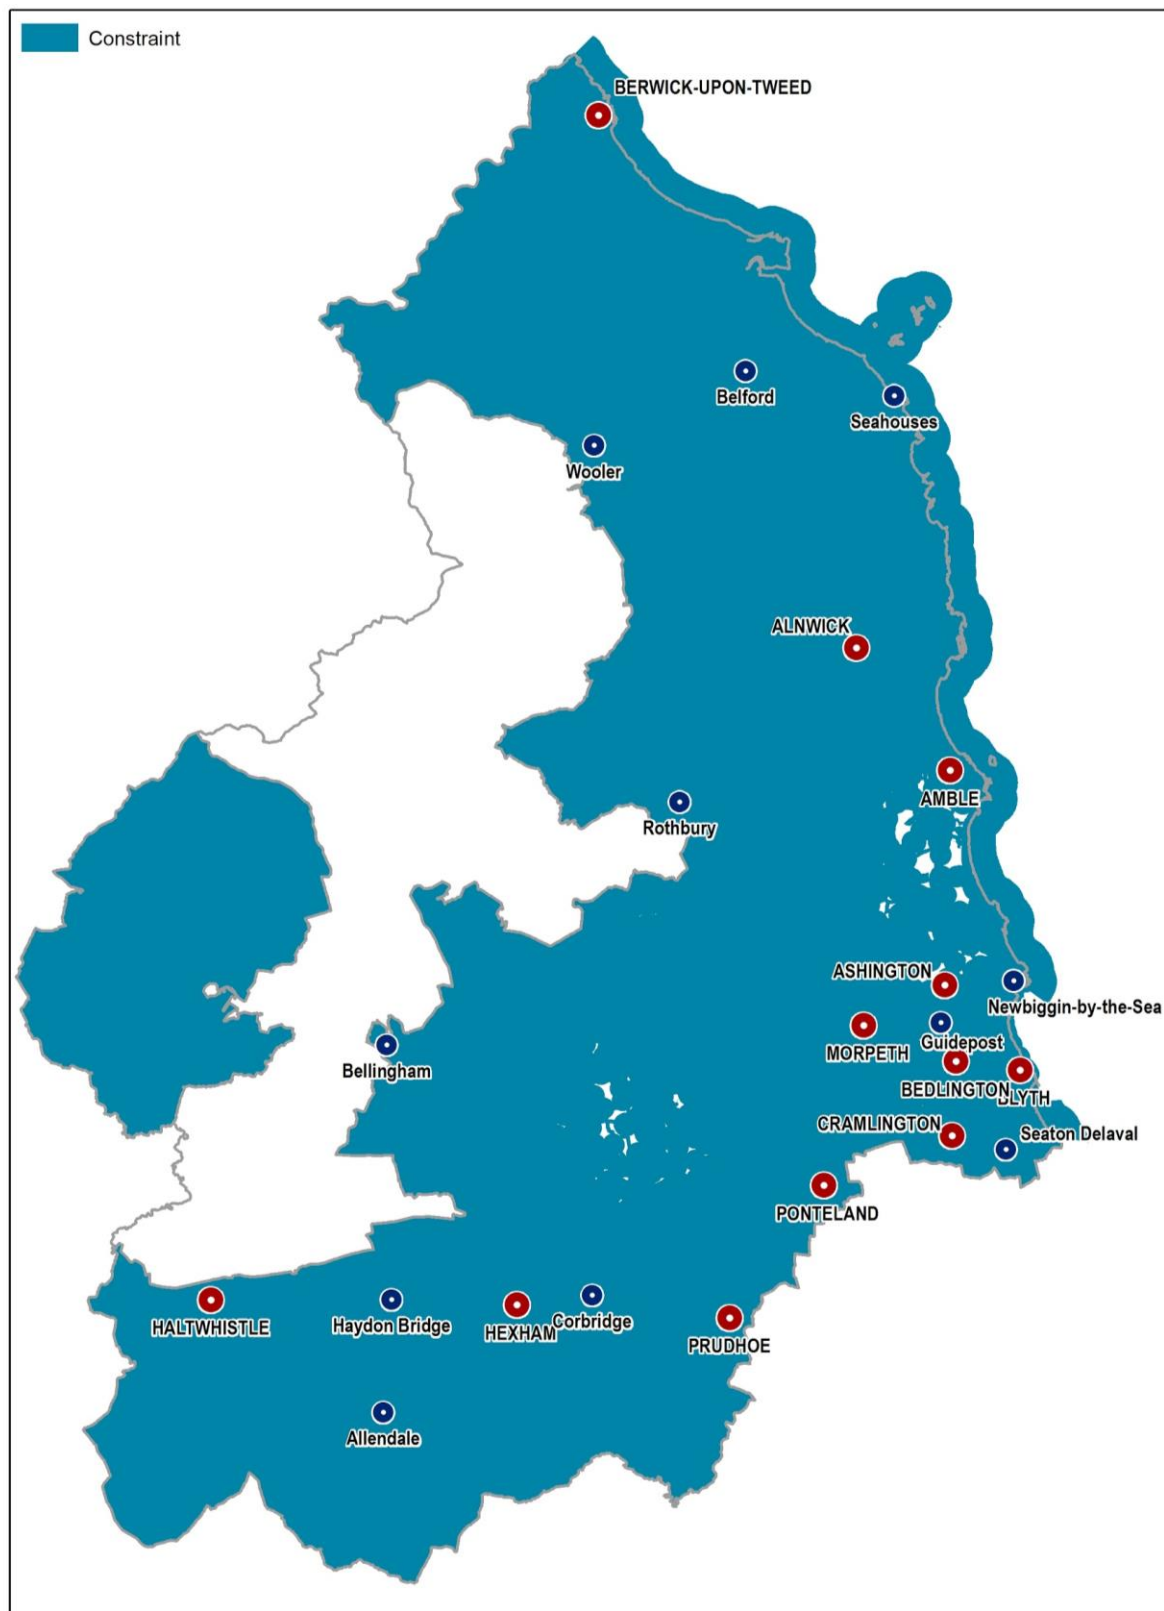 Constraint
BERWICK-UPON-TWEED
Belford
Seahouses
Wooler
ALNWICK
AMBLE
Rothbury
ASHINGTON
Newbiggin-by-the-Sea
MORPETH
Guidepost
Bellingham
BEDLINGTON
BLYTH
CRAMLINGTON
Seaton Delaval
PONTELAND
HALTWHISTLE
Haydon Bridge
HEXHAM
Corbridge
PRUDHOE
Allendale